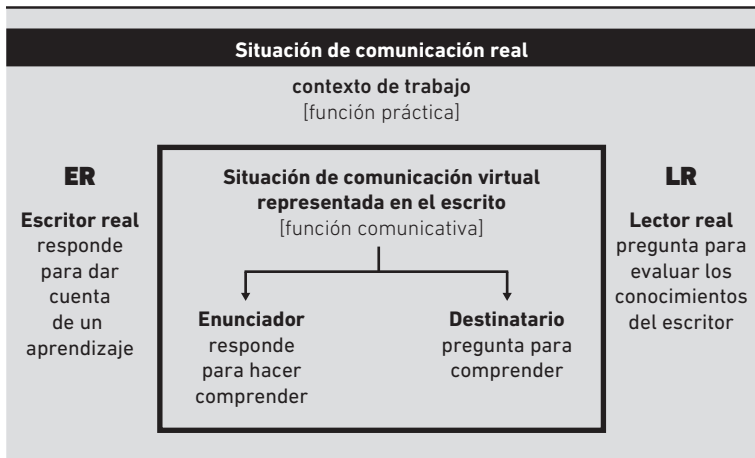 Situación de comunicación real
contexto de trabajo
[función práctica]
ER
Escritor real
responde
para dar
cuenta
de un
aprendizaje
Situación de comunicación virtual
representada en el escrito
[función comunicativa]
Enunciador
responde
para hacer
comprender
Destinatario
pregunta para
comprender
LR
Lector real
pregunta para
evaluar los
conocimientos
del escritor